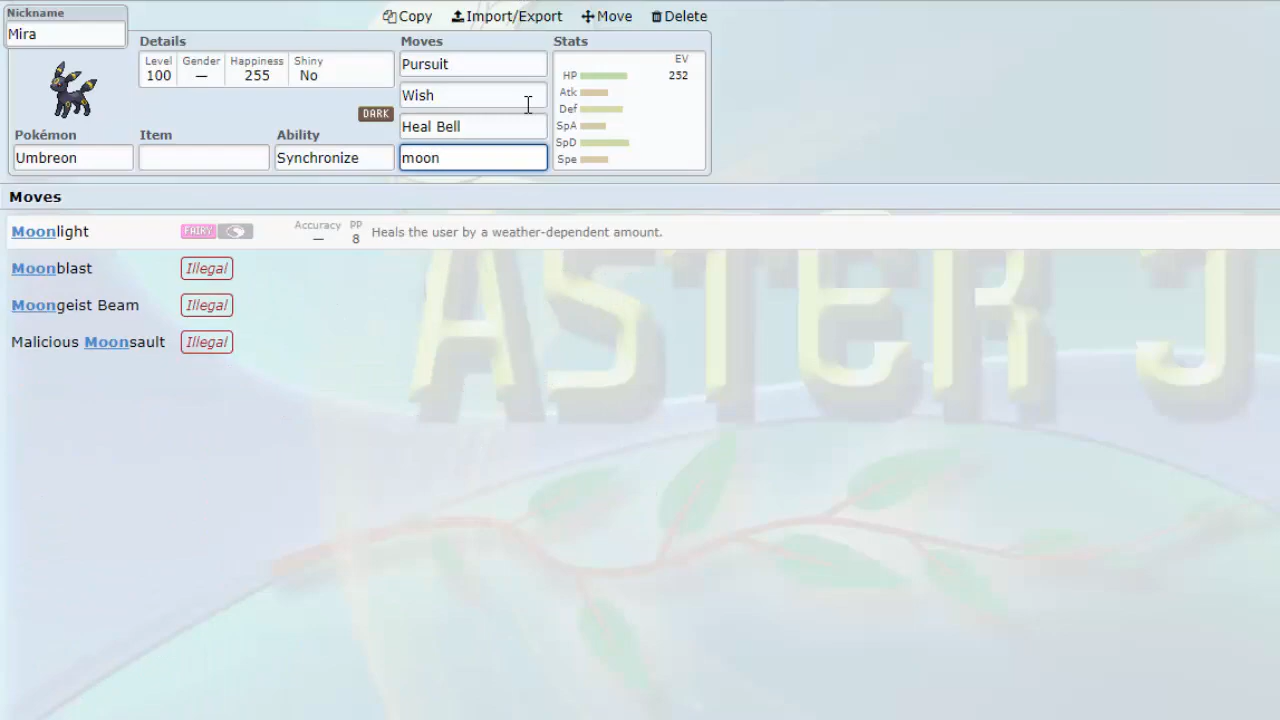 Nickname
Mira
Copy Import/Export Move Delete
Details
Moves
Stats
Level Gender Happiness Shiny
100 — 255 No
DARK
Pokémon Item Ability
Umbreon Synchronize
Pursuit
Wish
Heal Bell
moon
EV
HP 252
Atk
Def
SpA
SpD
Spe
Moves
Moonlight FAIRY Accuracy — PP 8 Heals the user by a weather-dependent amount.
Moonblast Illegal
Moongeist Beam Illegal
Malicious Moonsault Illegal
ASTER J